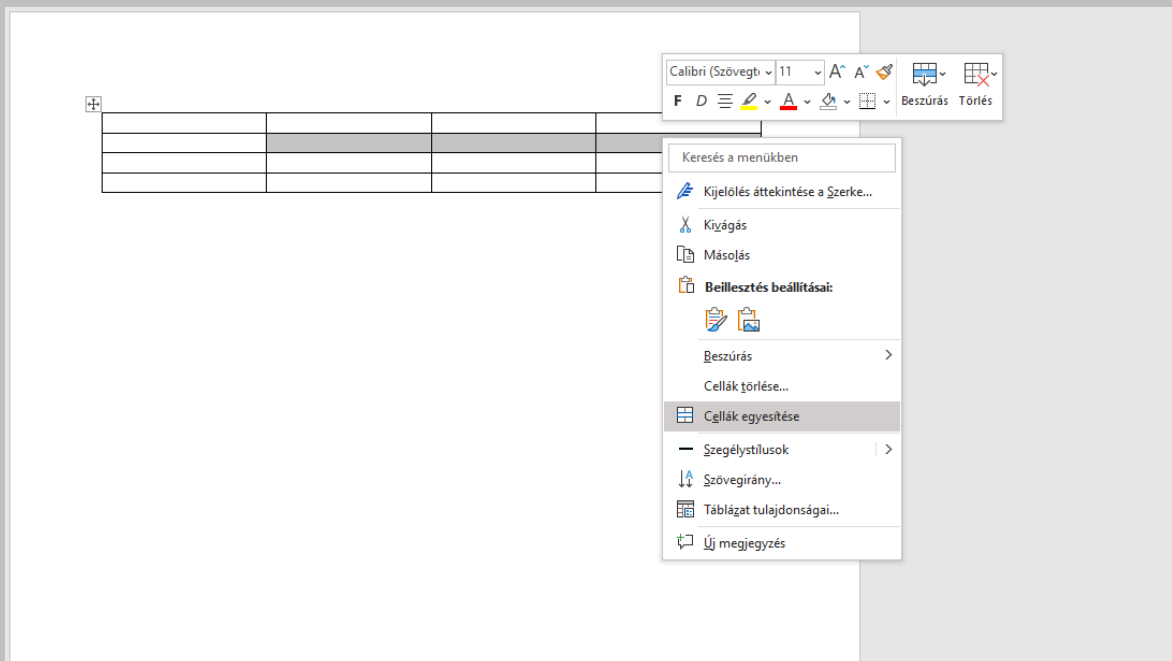 Calibri (Szövegt 11 A A
F D A Beszúrás Törlés
Keresés a menükben
Kijelölés áttekintése a Szerke...
Kivágás
Másolás
Beillesztés beállításai:
Beszúrás
Cellák törlése...
Cellák egyesítése
Szegélystílusok
Szövegirány...
Táblázat tulajdonságai...
Új megjegyzés